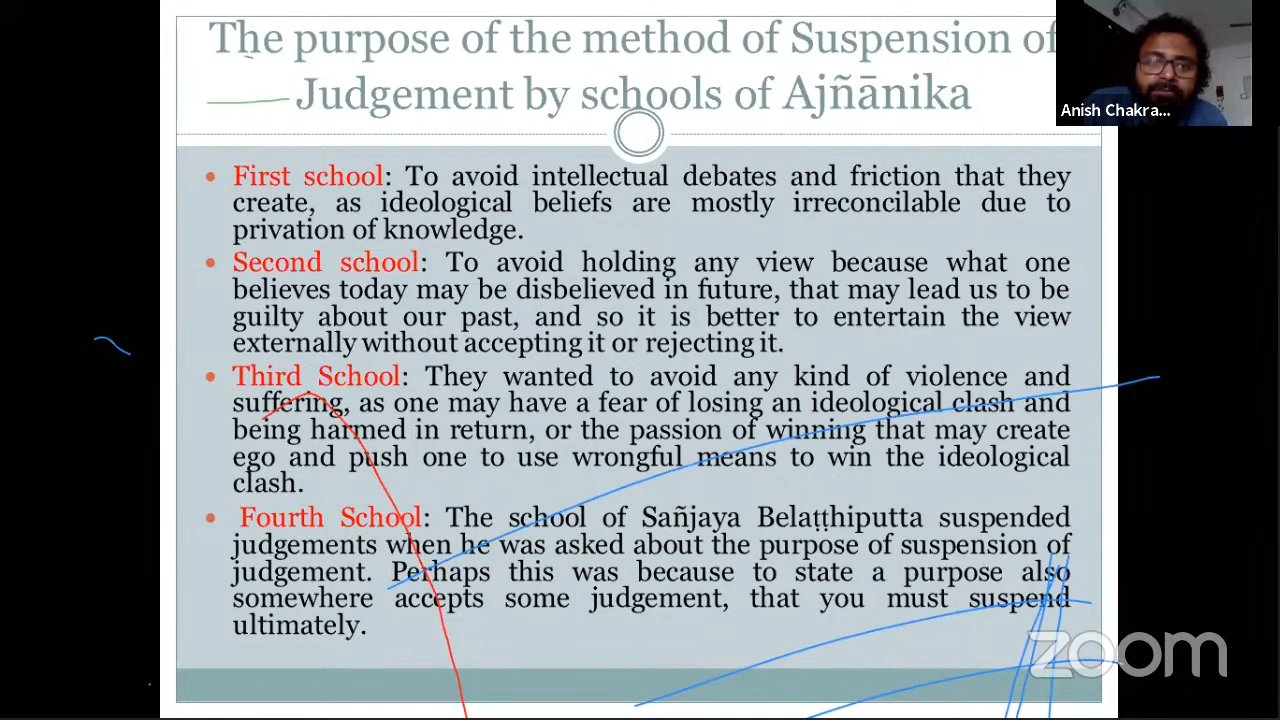 The purpose of the method of Suspension of
Judgement by schools of Ajñānika
Anish Chakra...
• First school: To avoid intellectual debates and friction that they
create, as ideological beliefs are mostly irreconcilable due to
privation of knowledge.
• Second school: To avoid holding any view because what one
believes today may be disbelieved in future, that may lead us to be
guilty about our past, and so it is better to entertain the view
externally without accepting it or rejecting it.
• Third School: They wanted to avoid any kind of violence and
suffering, as one may have a fear of losing an ideological clash and
being harmed in return, or the passion of winning that may create
ego and push one to use wrongful means to win the ideological
clash.
• Fourth School: The school of Sañjaya Belaṭṭhiputta suspended
judgements when he was asked about the purpose of suspension of
judgement. Perhaps this was because to state a purpose also
somewhere accepts some judgement, that you must suspend
ultimately.
zoom